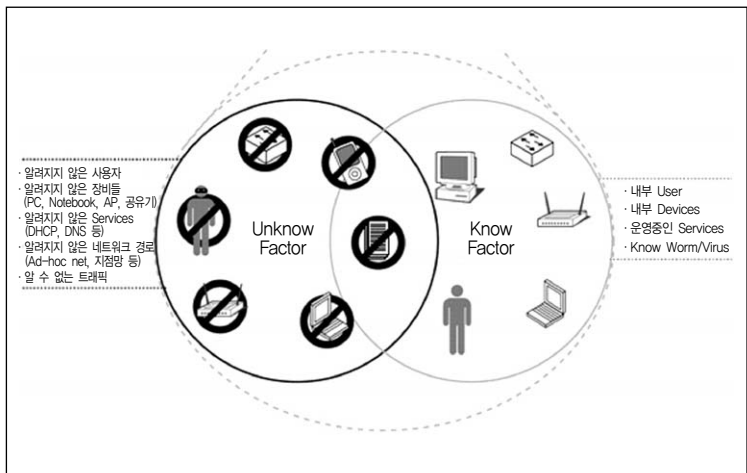 · 알려지지 않은 사용자
· 알려지지 않은 장비들
(PC, Notebook, AP, 공유기)
· 알려지지 않은 Services
(DHCP, DNS 등)
· 알려지지 않은 네트워크 경로
(Ad-hoc net, 지점망 등)
· 알 수 없는 트래픽
Unknow
Factor
Know
Factor
· 내부 User
· 내부 Devices
· 운영중인 Services
· Know Worm/Virus